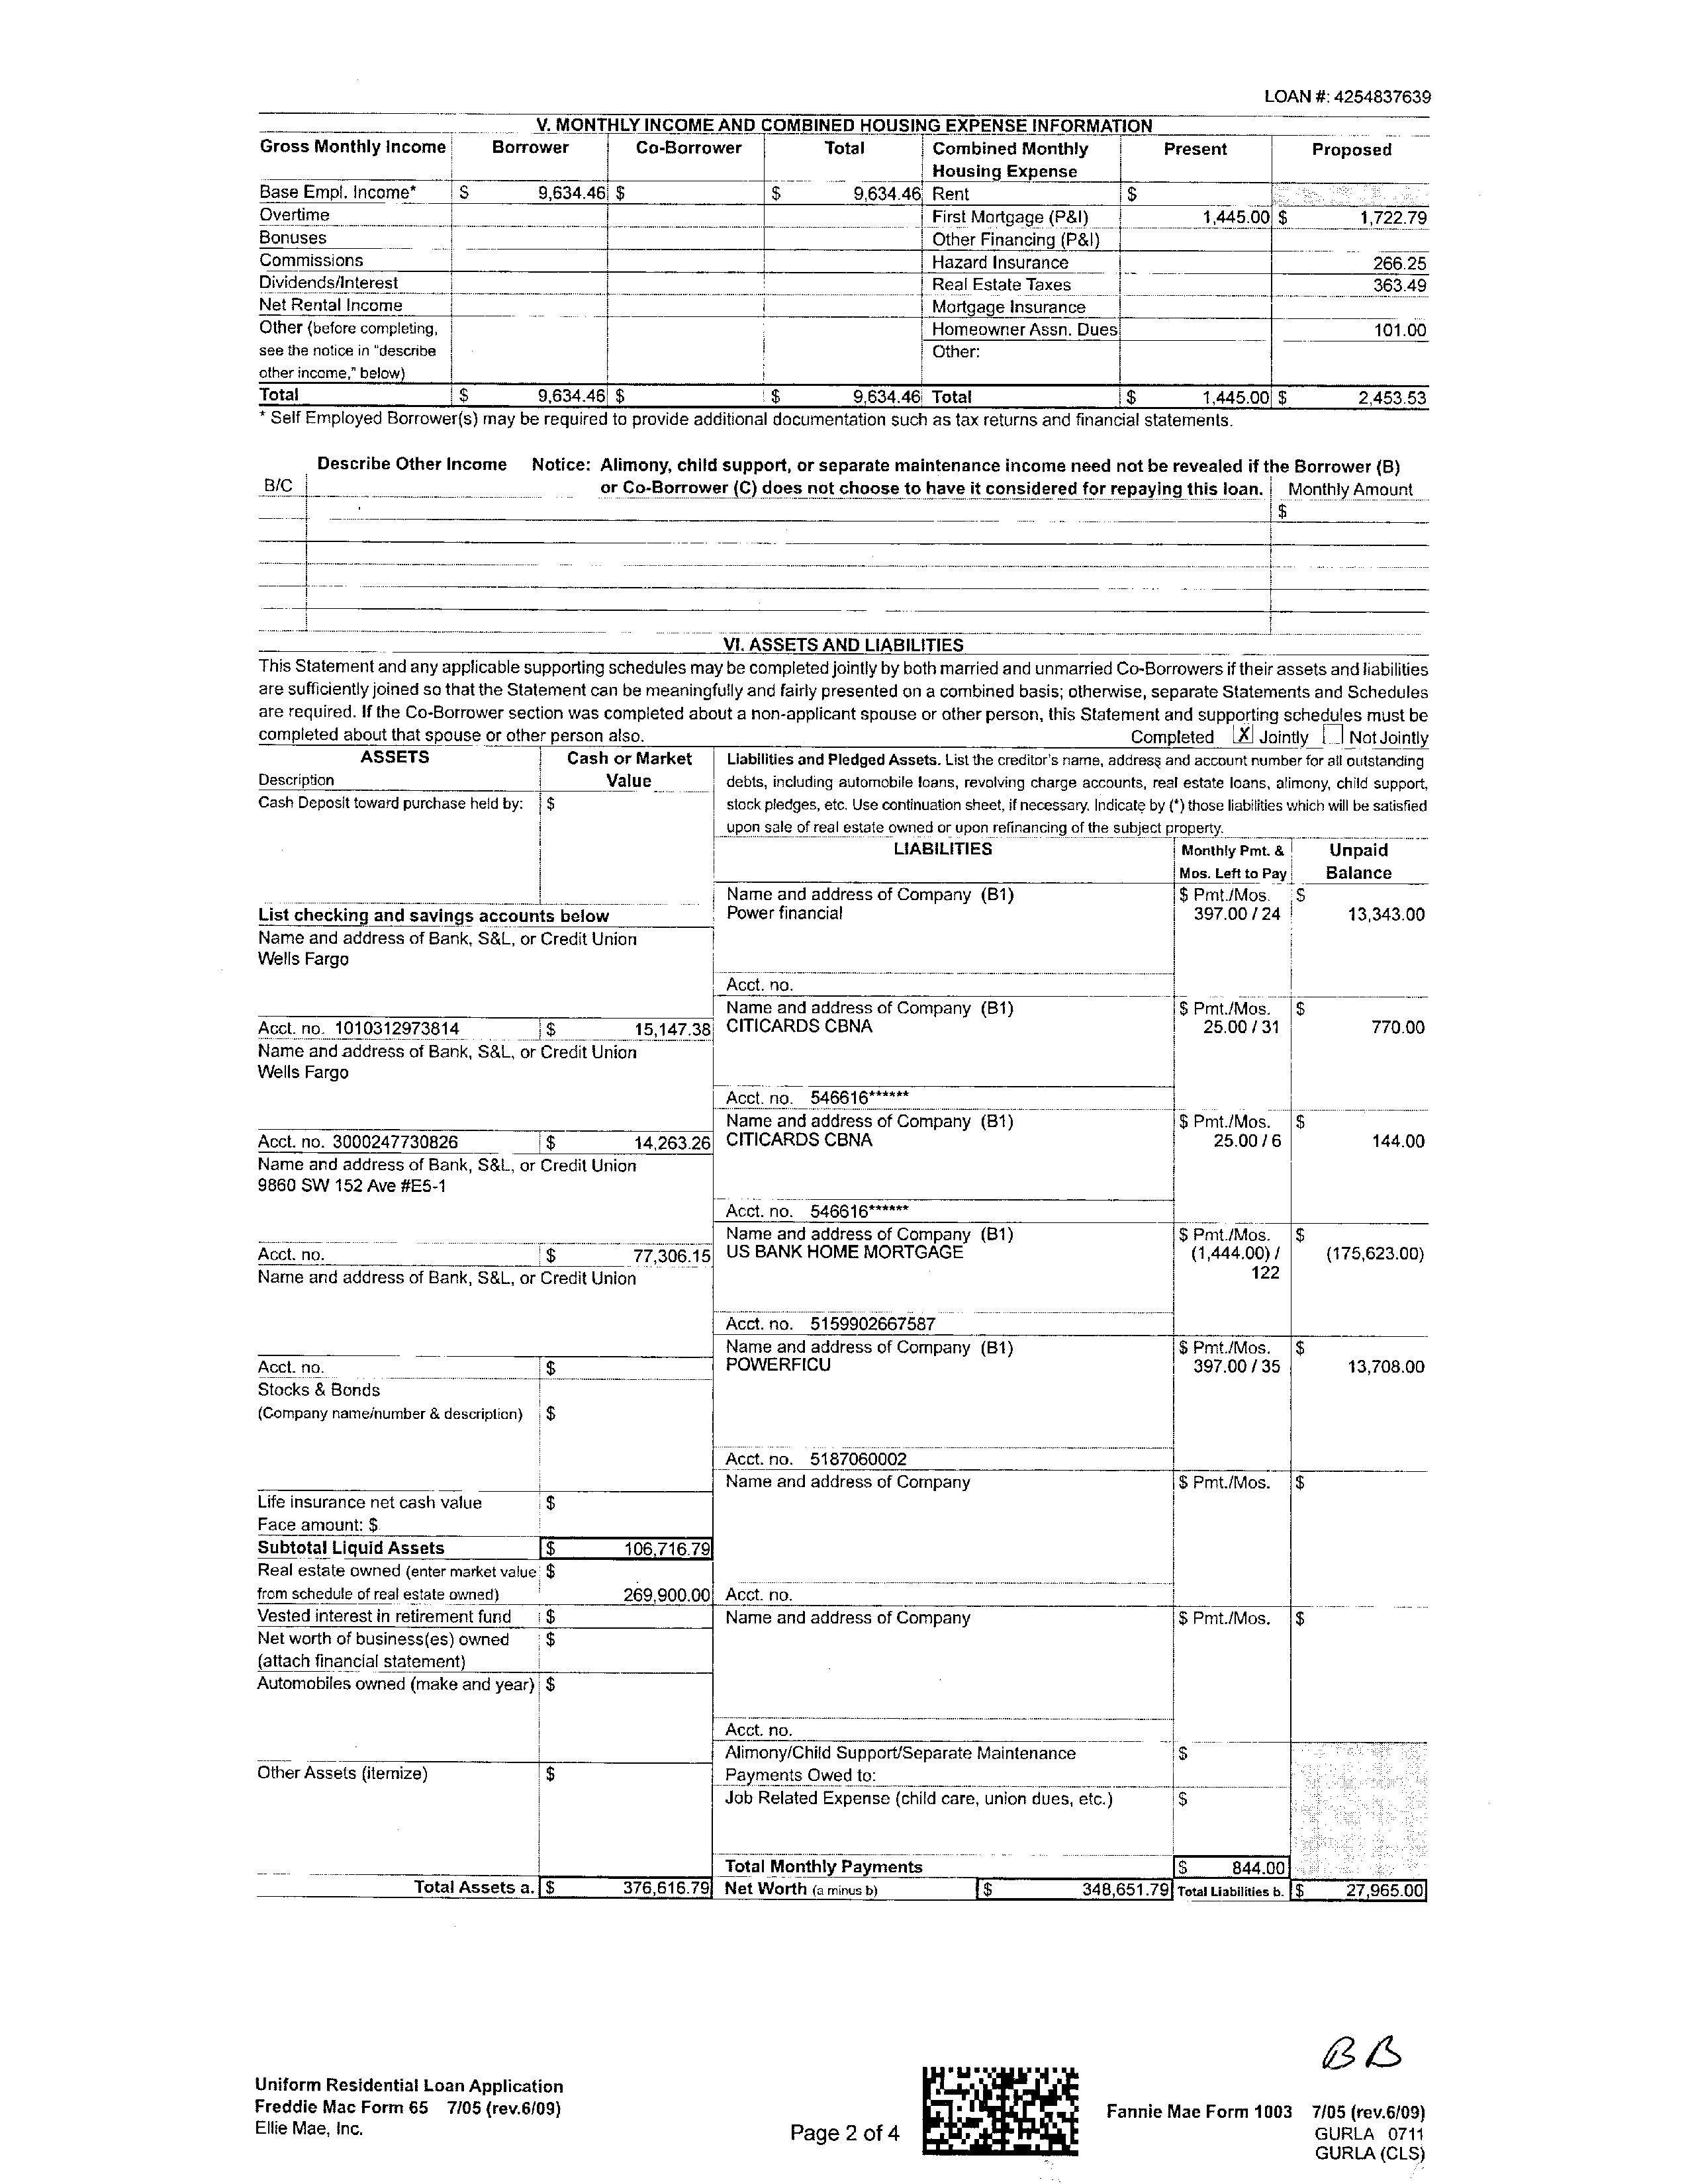 LOAN #: 4254837639
V. MONTHLY INCOME AND COMBINED HOUSING EXPENSE INFORMATION
Gross Monthly Income Borrower Co-Borrower Total Combined Monthly Housing Expense Present Proposed
Base Empl. Income* $ 9,634.46 $ $ 9,634.46 Rent $
Overtime First Mortgage (P&I) 1,445.00 $ 1,722.79
Bonuses Other Financing (P&I)
Commissions Hazard Insurance 266.25
Dividends/Interest Real Estate Taxes 363.49
Net Rental Income Mortgage Insurance
Other (before completing, Homeowner Assn. Dues 101.00
see the notice in "describe Other:
other income," below)
Total $ 9,634.46 $ $ 9,634.46 Total $ 1,445.00 $ 2,453.53
* Self Employed Borrower(s) may be required to provide additional documentation such as tax returns and financial statements.
Describe Other Income Notice: Alimony, child support, or separate maintenance income need not be revealed if the Borrower (B)
B/C or Co-Borrower (C) does not choose to have it considered for repaying this loan. Monthly Amount
$
VI. ASSETS AND LIABILITIES
This Statement and any applicable supporting schedules may be completed jointly by both married and unmarried Co-Borrowers if their assets and liabilities
are sufficiently joined so that the Statement can be meaningfully and fairly presented on a combined basis; otherwise, separate Statements and Schedules
are required. If the Co-Borrower section was completed about a non-applicant spouse or other person, this Statement and supporting schedules must be
completed about that spouse or other person also. Completed X Jointly Not Jointly
ASSETS Cash or Market
Description Value
Cash Deposit toward purchase held by: $
List checking and savings accounts below
Name and address of Bank, S&L, or Credit Union
Wells Fargo
Acct. no. 1010312973814 $ 15,147.38
Name and address of Bank, S&L, or Credit Union
Wells Fargo
Acct. no. 3000247730826 $ 14,263.26
Name and address of Bank, S&L, or Credit Union
9860 SW 152 Ave #E5-1
Acct. no. $ 77,306.15
Name and address of Bank, S&L, or Credit Union
Acct. no. $
Stocks & Bonds
(Company name/number & description) $
Life insurance net cash value $
Face amount: $
Subtotal Liquid Assets $ 106,716.79
Real estate owned (enter market value $
from schedule of real estate owned) 269,900.00
Vested interest in retirement fund $
Net worth of business(es) owned $
(attach financial statement)
Automobiles owned (make and year) $
Other Assets (itemize) $
Total Assets a. $ 376,616.79
Liabilities and Pledged Assets. List the creditor's name, address and account number for all outstanding
debts, including automobile loans, revolving charge accounts, real estate loans, alimony, child support,
stock pledges, etc. Use continuation sheet, if necessary. Indicate by (*) those liabilities which will be satisfied
upon sale of real estate owned or upon refinancing of the subject property.
LIABILITIES Monthly Pmt. & Unpaid
Mos. Left to Pay Balance
Name and address of Company (B1) $ Pmt./Mos. $
Power financial 397.00 / 24 13,343.00
Acct. no.
Name and address of Company (B1) $ Pmt./Mos. $
CITICARDS CBNA 25.00 / 31 770.00
Acct. no. 546616******
Name and address of Company (B1) $ Pmt./Mos. $
CITICARDS CBNA 25.00 / 6 144.00
Acct. no. 546616******
Name and address of Company (B1) $ Pmt./Mos. $
US BANK HOME MORTGAGE (1,444.00) / (175,623.00)
122
Acct. no. 5159902667587
Name and address of Company (B1) $ Pmt./Mos. $
POWERFICU 397.00 / 35 13,708.00
Acct. no. 5187060002
Name and address of Company $ Pmt./Mos. $
Acct. no.
Name and address of Company $ Pmt./Mos. $
Acct. no.
Alimony/Child Support/Separate Maintenance $
Payments Owed to:
Job Related Expense (child care, union dues, etc.) $
Total Monthly Payments $ 844.00
Net Worth (a minus b) $ 348,651.79 Total Liabilities b. $ 27,965.00
BB
Uniform Residential Loan Application
Freddie Mac Form 65 7/05 (rev.6/09)
Ellie Mae, Inc.
Page 2 of 4
Fannie Mae Form 1003 7/05 (rev.6/09)
GURLA 0711
GURLA (CLS)